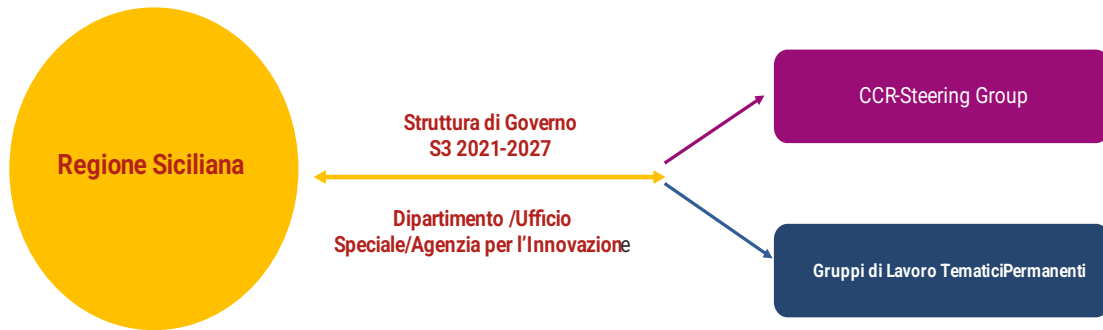 Regione Siciliana
Struttura di Governo
S3 2021-2027
Dipartimento /Ufficio
Speciale/Agenzia per l'Innovazione
CCR-Steering Group
Gruppi di Lavoro TematiciPermanenti